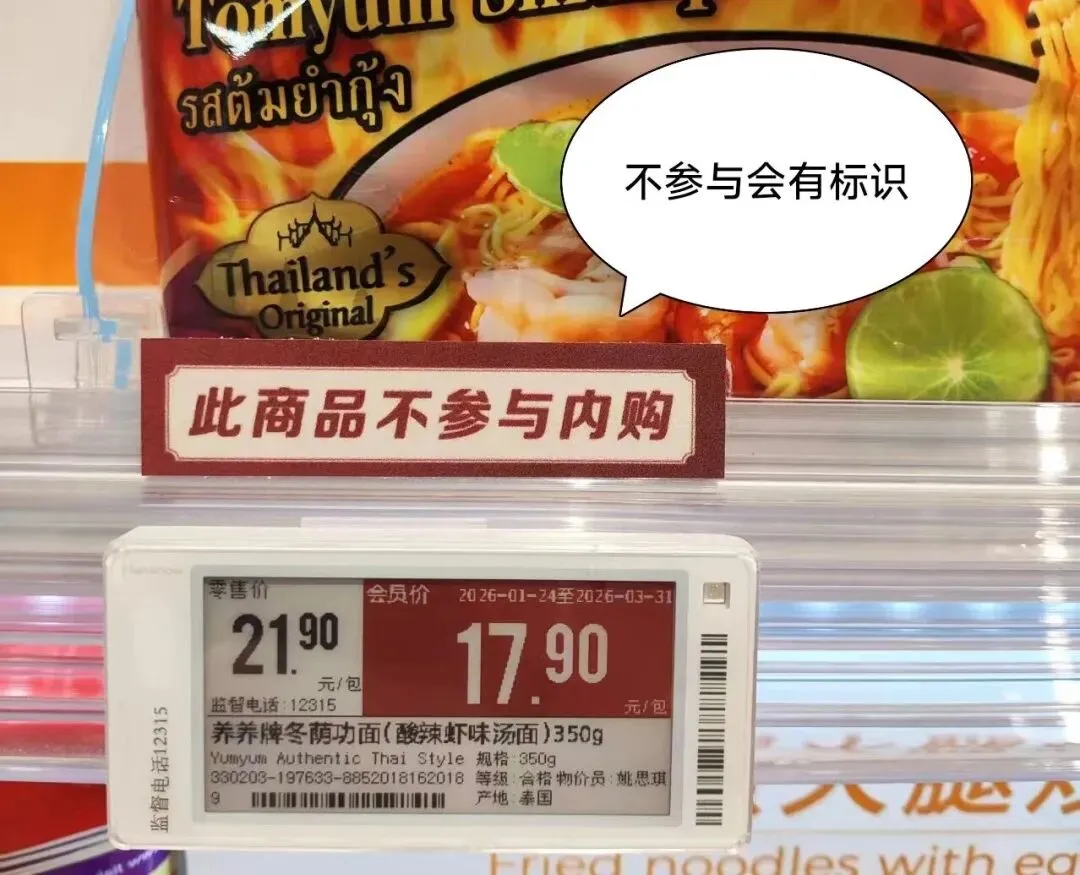 Tomyum Shrimp
รสต้มยำกุ้ง
不参与会有标识
Thailand's
Original
此商品不参与内购
Hanshow
零售价
21.90
元/包
监督电话:12315
会员价
2026-01-24至2026-03-31
17.90
元/包
养养牌冬荫功面(酸辣虾味汤面)350g
Yumyum Authentic Thai Style 规格:350g
330203-197633-8852018162018 等级:合格 物价员:姚思琪
9
产地:泰国
监督电话12315
Fried noodles with